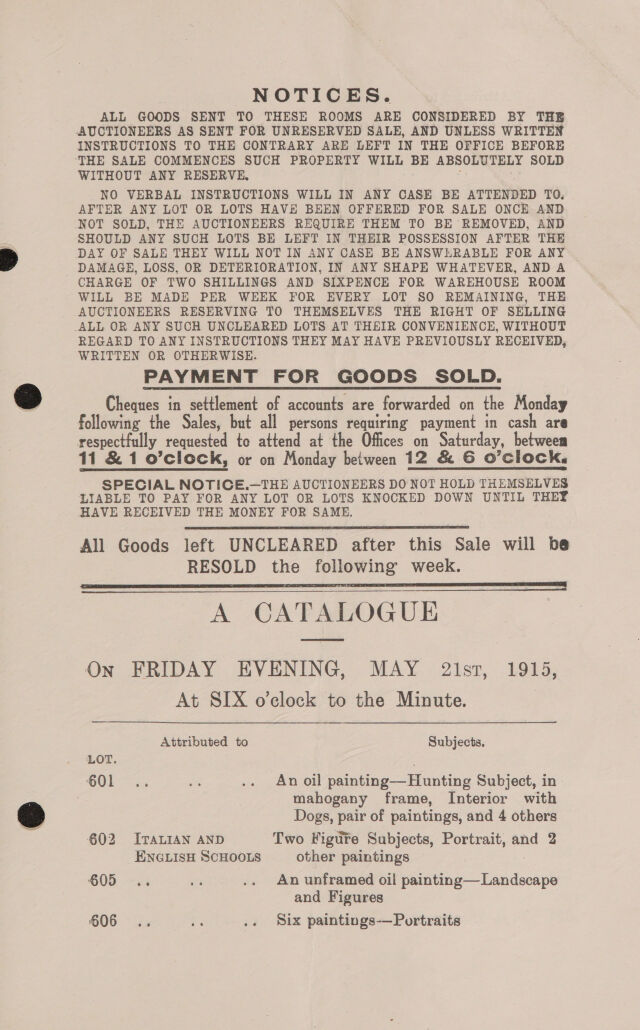 NOTICES.
ALL GOODS SENT TO THESE ROOMS ARE CONSIDERED BY THE
AUCTIONEERS AS SENT FOR UNRESERVED SALE, AND UNLESS WRITTEN
INSTRUCTIONS TO THE CONTRARY ARE LEFT IN THE OFFICE BEFORE
THE SALE COMMENCES SUCH PROPERTY WILL BE ABSOLUTELY SOLD
WITHOUT ANY RESERVE.
NO VERBAL INSTRUCTIONS WILL IN ANY CASE BE ATTENDED TO.
AFTER ANY LOT OR LOTS HAVE BEEN OFFERED FOR SALE ONCE AND
NOT SOLD, THE AUCTIONEERS REQUIRE THEM TO BE REMOVED, AND
SHOULD ANY SUCH LOTS BE LEFT IN THEIR POSSESSION AFTER THE
DAY OF SALE THEY WILL NOT IN ANY CASE BE ANSWERABLE FOR ANY
DAMAGE, LOSS, OR DETERIORATION, IN ANY SHAPE WHATEVER, AND A
CHARGE OF TWO SHILLINGS AND SIXPENCE FOR WAREHOUSE ROOM
WILL BE MADE PER WEEK FOR EVERY LOT SO REMAINING, THE
AUCTIONEERS RESERVING TO THEMSELVES THE RIGHT OF SELLING
ALL OR ANY SUCH UNCLEARED LOTS AT THEIR CONVENIENCE, WITHOUT
REGARD TO ANY INSTRUCTIONS THEY MAY HAVE PREVIOUSLY RECEIVED,
WRITTEN OR OTHERWISE.
PAYMENT FOR GOODS SOLD.
Cheques in settlement of accounts are forwarded on the Monday
following the Sales, but all persons requiring payment in cash are
respectfully requested to attend at the Offices on Saturday, between
11 & 1 o'clock, or on Monday between 12 & 6 o'clock.
SPECIAL NOTICE.—THE AUCTIONEERS DO NOT HOLD THEMSELVES
LIABLE TO PAY FOR ANY LOT OR LOTS KNOCKED DOWN UNTIL THEY
HAVE RECEIVED THE MONEY FOR SAME.
All Goods left UNCLEARED after this Sale will be
RESOLD the following week.
A CATALOGUE
ON FRIDAY EVENING, MAY 21ST, 1915,
At SIX o'clock to the Minute.
Attributed to Subjects.
LOT.
601 .. .. .. An oil painting—Hunting Subject, in
mahogany frame, Interior with
Dogs, pair of paintings, and 4 others
602 ITALIAN AND Two Figure Subjects, Portrait, and 2
ENGLISH SCHOOLS other paintings
605 .. .. .. An unframed oil painting—Landscape
and Figures
606 .. .. .. Six paintings—Portraits